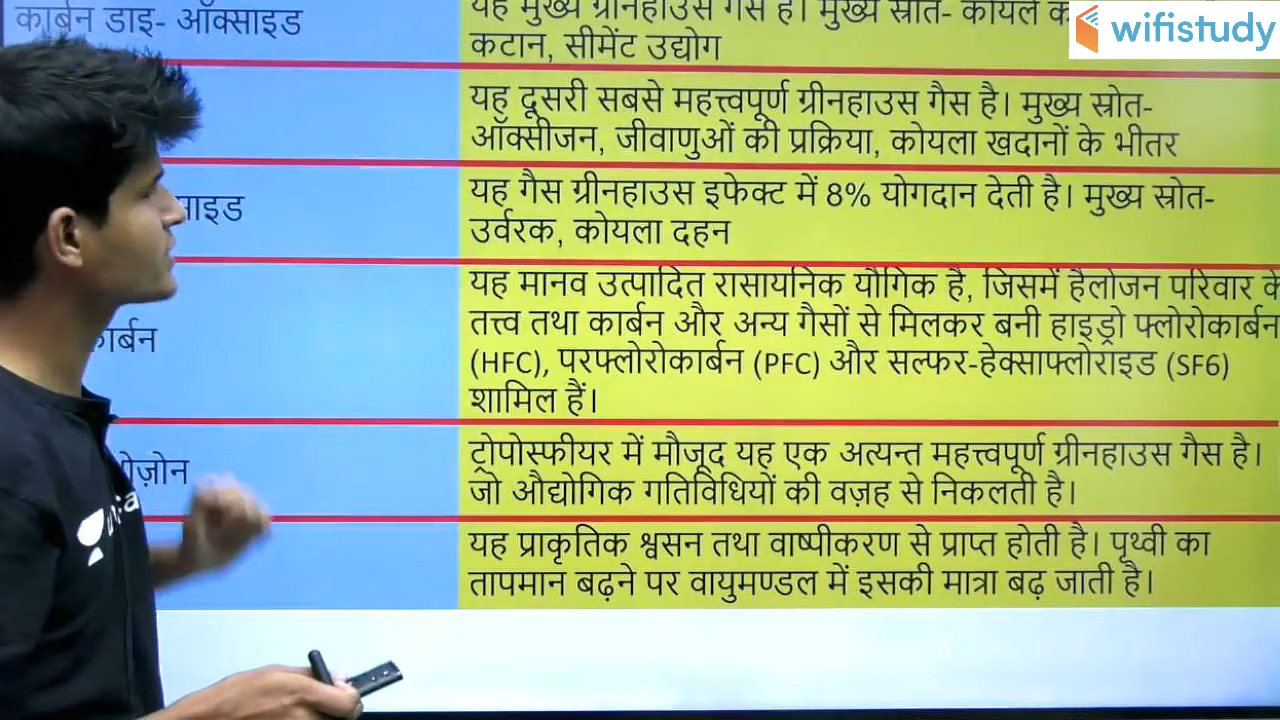 कार्बन डाइ- ऑक्साइड
यह मुख्य ग्रीनहाउस गैस है। मुख्य स्रोत- कोयले
कटान, सीमेंट उद्योग
wifistudy
यह दूसरी सबसे महत्त्वपूर्ण ग्रीनहाउस गैस है। मुख्य स्रोत-
ऑक्सीजन, जीवाणुओं की प्रक्रिया, कोयला खदानों के भीतर
यह गैस ग्रीनहाउस इफेक्ट में 8% योगदान देती है। मुख्य स्रोत-
उर्वरक, कोयला दहन
यह मानव उत्पादित रासायनिक यौगिक है, जिसमें हैलोजन परिवार के
तत्त्व तथा कार्बन और अन्य गैसों से मिलकर बनी हाइड्रो फ्लोरोकार्बन
(HFC), परफ्लोरोकार्बन (PFC) और सल्फर-हेक्साफ्लोराइड (SF6)
शामिल हैं।
ट्रोपोस्फीयर में मौजूद यह एक अत्यन्त महत्त्वपूर्ण ग्रीनहाउस गैस है।
जो औद्योगिक गतिविधियों की वज़ह से निकलती है।
यह प्राकृतिक श्वसन तथा वाष्पीकरण से प्राप्त होती है। पृथ्वी का
तापमान बढ़ने पर वायुमण्डल में इसकी मात्रा बढ़ जाती है।